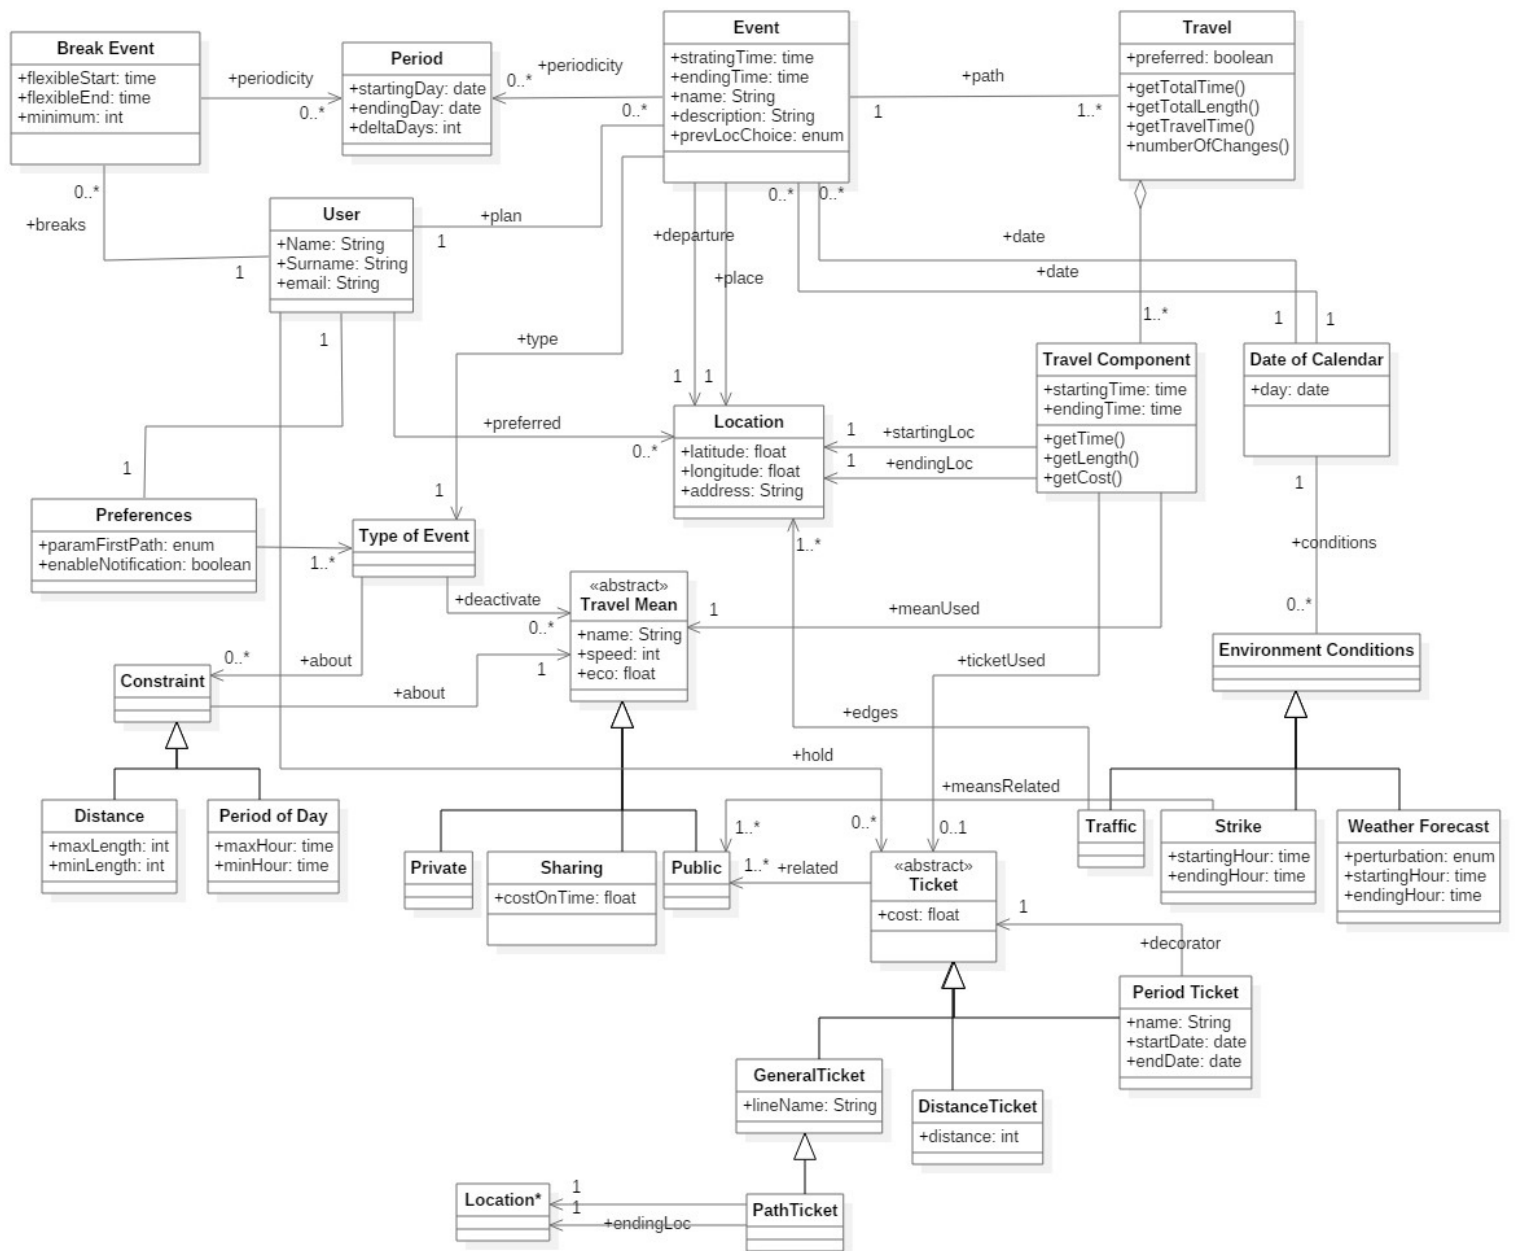 Break Event
+flexibleStart: time
+flexibleEnd: time
+minimum: int
+periodicity
0..*
Period
+startingDay: date
+endingDay: date
+deltaDays: int
+periodicity
0..*
0..*
Event
+stratingTime: time
+endingTime: time
+name: String
+description: String
+prevLocChoice: enum
+path
1
1..*
Travel
+preferred: boolean
+getTotalTime()
+getTotalLength()
+getTravelTime()
+numberOfChanges()
0..*
+breaks
1
User
+Name: String
+Surname: String
+email: String
+plan
1
+departure
+place
0..*
0..*
+date
+date
1
1
1..*
1
+type
1
1
Travel Component
+startingTime: time
+endingTime: time
+getTime()
+getLength()
+getCost()
Date of Calendar
+day: date
+preferred
0..*
Location
+latitude: float
+longitude: float
+address: String
1
+startingLoc
1
+endingLoc
1
1
1
+conditions
0..*
Preferences
+paramFirstPath: enum
+enableNotification: boolean
1..*
Type of Event
1..*
+deactivate
0..*
«abstract»
Travel Mean
+name: String
+speed: int
+eco: float
1
+meanUsed
+ticketUsed
Environment Conditions
0..*
+about
Constraint
+about
1
+edges
+hold
+meansRelated
Distance
+maxLength: int
+minLength: int
Period of Day
+maxHour: time
+minHour: time
Private
Sharing
+costOnTime: float
Public
1..*
0..*
0..1
1..*
+related
«abstract»
Ticket
+cost: float
Traffic
Strike
+startingHour: time
+endingHour: time
Weather Forecast
+perturbation: enum
+startingHour: time
+endingHour: time
1
+decorator
Period Ticket
+name: String
+startDate: date
+endDate: date
GeneralTicket
+lineName: String
DistanceTicket
+distance: int
Location*
1
1
+endingLoc
PathTicket